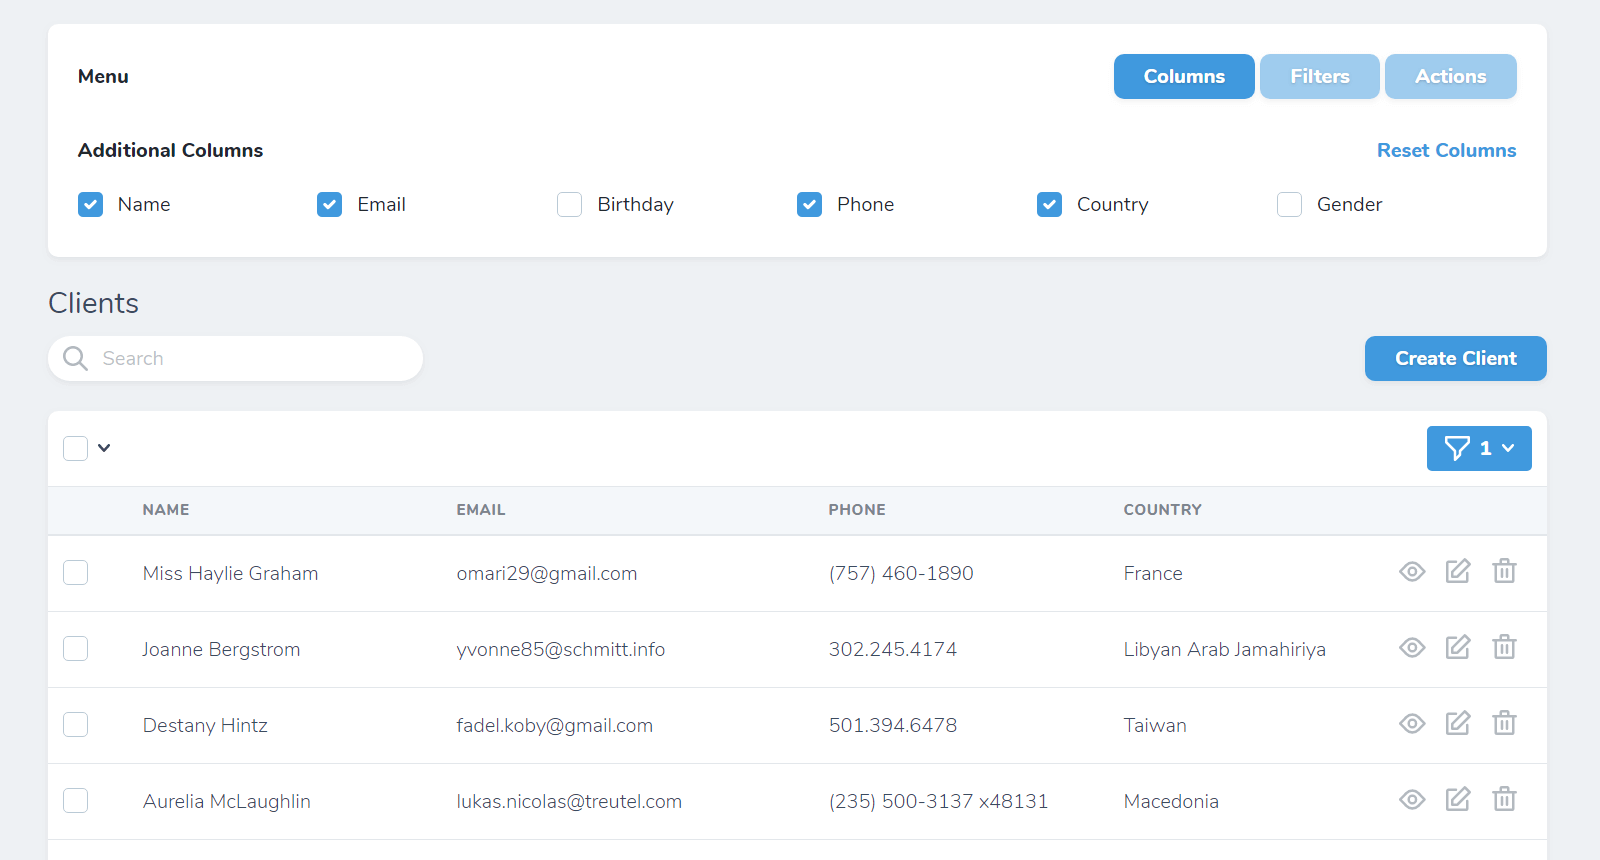 Menu Columns Filters Actions
Additional Columns Reset Columns
Name Email Birthday Phone Country Gender
Clients
Search Create Client
1
NAME EMAIL PHONE COUNTRY
Miss Haylie Graham omari29@gmail.com (757) 460-1890 France
Joanne Bergstrom yvonne85@schmitt.info 302.245.4174 Libyan Arab Jamahiriya
Destany Hintz fadel.koby@gmail.com 501.394.6478 Taiwan
Aurelia McLaughlin lukas.nicolas@treutel.com (235) 500-3137 x48131 Macedonia